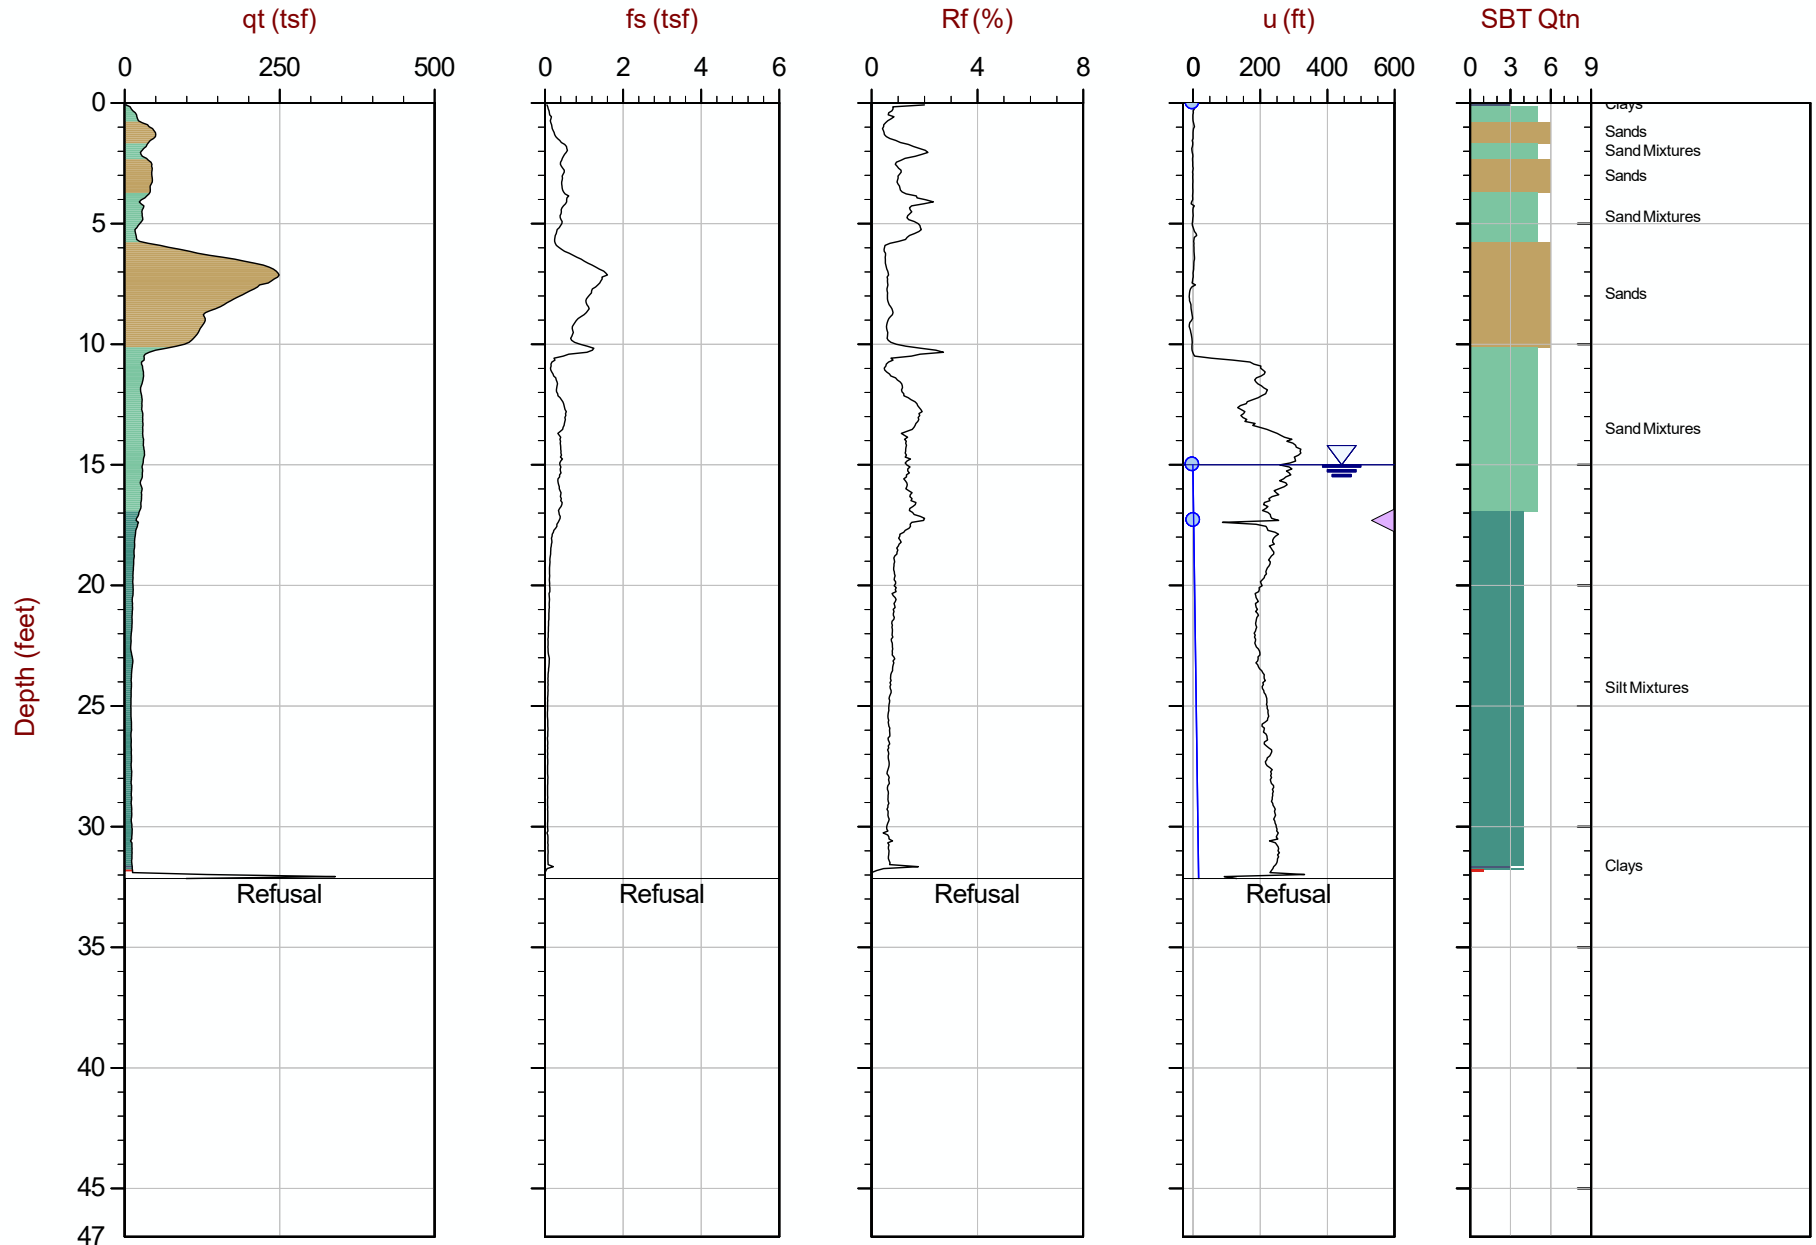 qt (tsf) fs (tsf) Rf (%) u (ft) SBT Qtn
0 250 500 0 2 4 6 0 4 8 0 200 400 600 0 3 6 9
0
Clays
Sands
Sand Mixtures
Sands
Sand Mixtures
5
Sands
10
Sand Mixtures
15
20
Depth (feet)
Silt Mixtures
25
30
Clays
Refusal Refusal Refusal Refusal
35
40
45
47